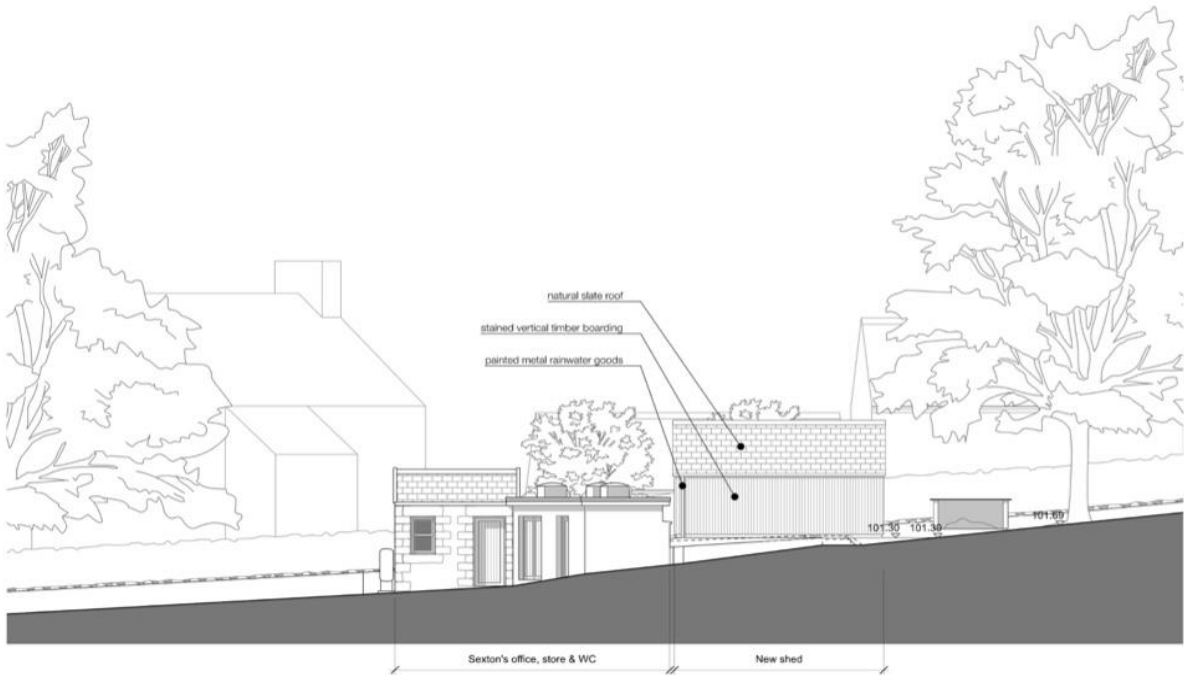 natural slate roof
stained vertical timber boarding
painted metal rainwater goods
101.69
101.30 101.30
Sexton's office, store & WC New shed